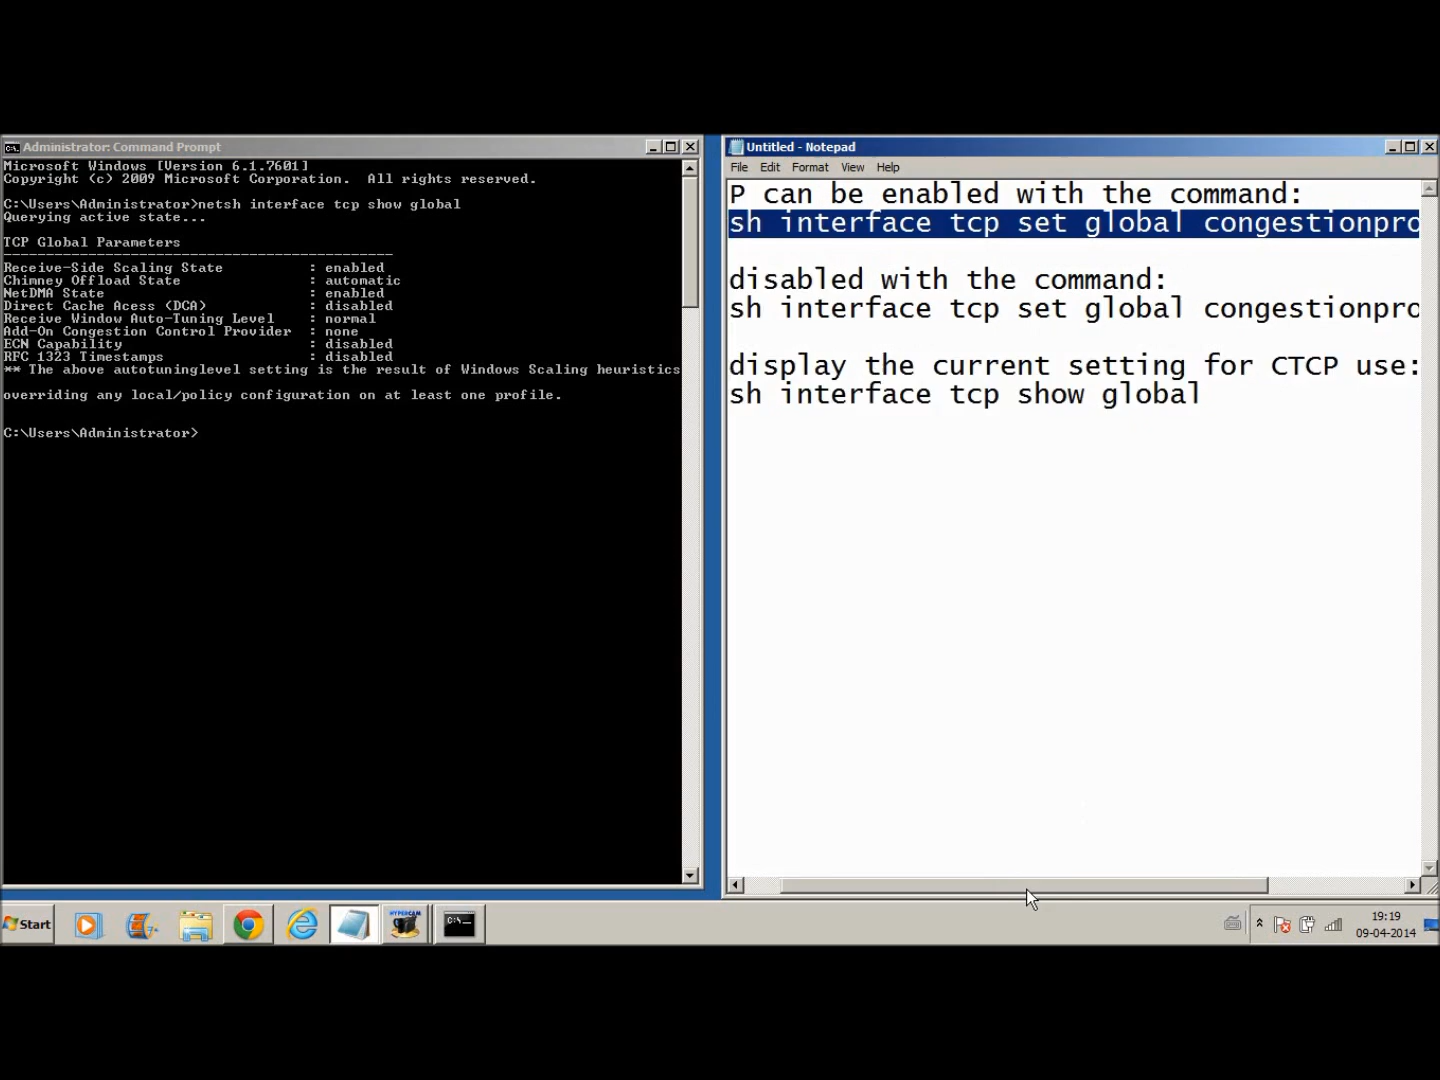 Administrator: Command Prompt
Microsoft Windows [Version 6.1.7601]
Copyright (c) 2009 Microsoft Corporation.  All rights reserved.
C:\Users\Administrator>netsh interface tcp show global
Querying active state...
TCP Global Parameters
----------------------------------------------
Receive-Side Scaling State          : enabled
Chimney Offload State               : automatic
NetDMA State                        : enabled
Direct Cache Acess (DCA)            : disabled
Receive Window Auto-Tuning Level    : normal
Add-On Congestion Control Provider  : none
ECN Capability                      : disabled
RFC 1323 Timestamps                 : disabled
** The above autotuninglevel setting is the result of Windows Scaling heuristics
overriding any local/policy configuration on at least one profile.
C:\Users\Administrator>
Untitled - Notepad
File Edit Format View Help
P can be enabled with the command:
sh interface tcp set global congestionpro
disabled with the command:
sh interface tcp set global congestionpro
display the current setting for CTCP use:
sh interface tcp show global
Start
HYPERCAM
C:\_
19:19
09-04-2014